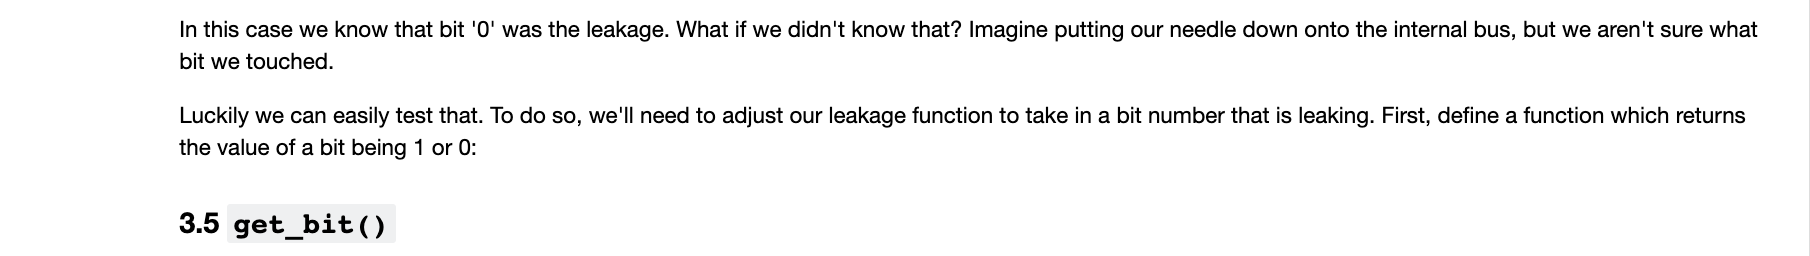 In this case we know that bit '0' was the leakage. What if we didn't know that? Imagine putting our needle down onto the internal bus, but we aren't sure what
bit we touched.
Luckily we can easily test that. To do so, we'll need to adjust our leakage function to take in a bit number that is leaking. First, define a function which returns
the value of a bit being 1 or 0:
3.5 get_bit()